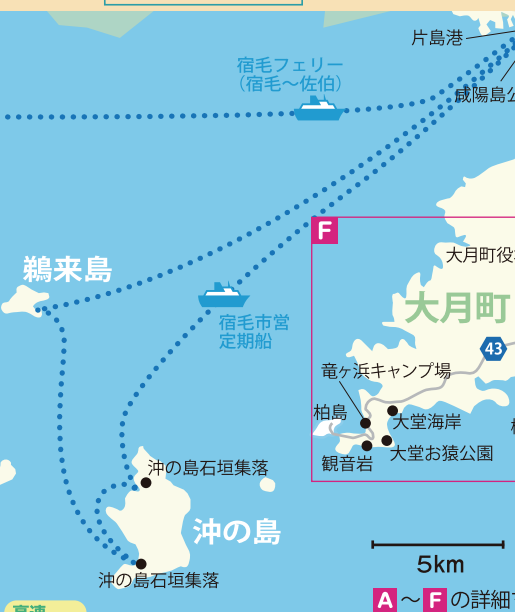 片島港
宿毛フェリー
（宿毛〜佐伯）
咸陽島公
F
大月町役
鵜来島
大月町
宿毛市営
定期船
43
竜ヶ浜キャンプ場
柏島
大堂海岸
大堂お猿公園
観音岩
沖の島石垣集落
沖の島
沖の島石垣集落
5km
A〜Fの詳細
高速